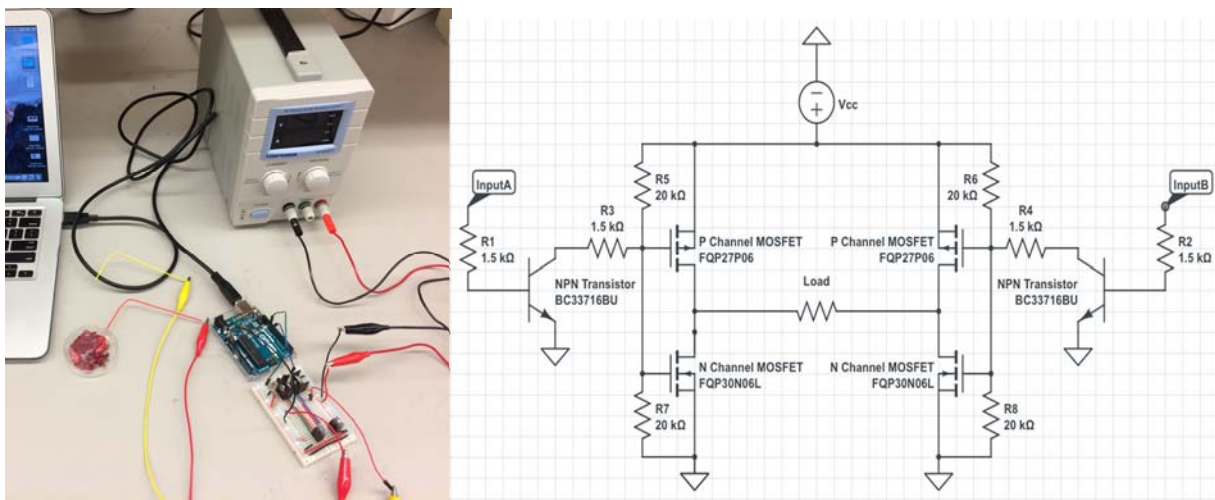 Vcc
InputA
R5
20 kΩ
R6
20 kΩ
InputB
R3
1.5 kΩ
R4
1.5 kΩ
R1
1.5 kΩ
P Channel MOSFET
FQP27P06
P Channel MOSFET
FQP27P06
R2
1.5 kΩ
NPN Transistor
BC33716BU
Load
NPN Transistor
BC33716BU
N Channel MOSFET
FQP30N06L
N Channel MOSFET
FQP30N06L
R7
20 kΩ
R8
20 kΩ